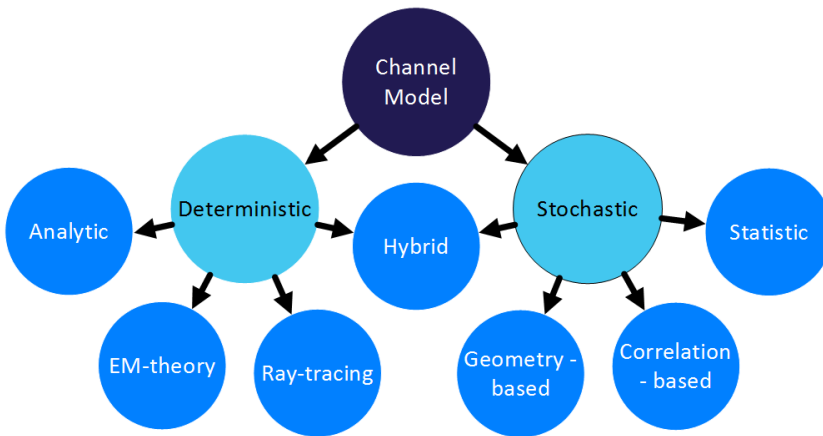 Channel
Model
Deterministic
Stochastic
Analytic
Hybrid
Statistic
EM-theory
Ray-tracing
Geometry -
based
Correlation
- based